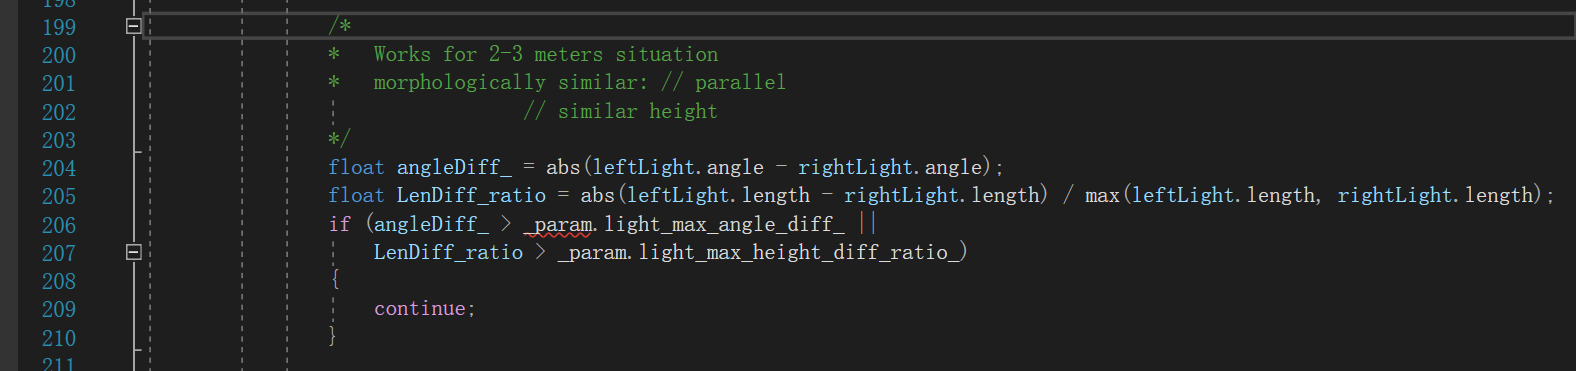 198
199 /*
200 * Works for 2-3 meters situation
201 * morphologically similar: // parallel
202 // similar height
203 */
204 float angleDiff_ = abs(leftLight.angle - rightLight.angle);
205 float LenDiff_ratio = abs(leftLight.length - rightLight.length) / max(leftLight.length, rightLight.length);
206 if (angleDiff_ > _param.light_max_angle_diff_ ||
207 LenDiff_ratio > _param.light_max_height_diff_ratio_)
208 {
209 continue;
210 }
211